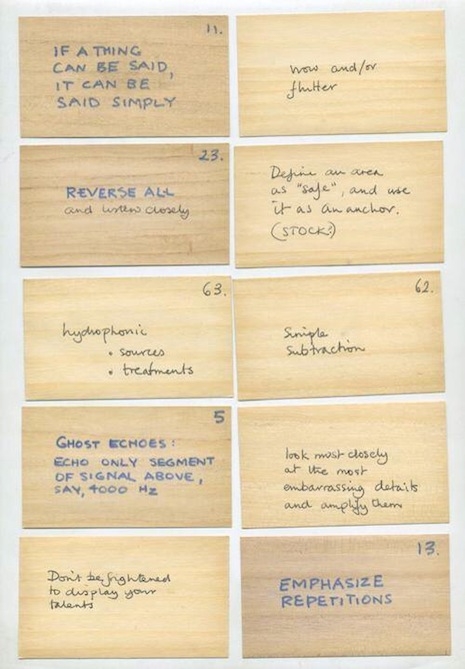 11.
IF A THING
CAN BE SAID,
IT CAN BE
SAID SIMPLY
wow and/or
flutter
23.
REVERSE ALL
and listen closely
Define an area
as "safe", and use
it as an anchor.
(STOCK?)
63.
hydrophonic
• sources
• treatments
62.
Simple
Subtraction
5
GHOST ECHOES:
ECHO ONLY SEGMENT
OF SIGNAL ABOVE,
SAY, 4000 Hz
look most closely
at the most
embarrassing details
and amplify them
Don't be frightened
to display your
talents
13.
EMPHASIZE
REPETITIONS